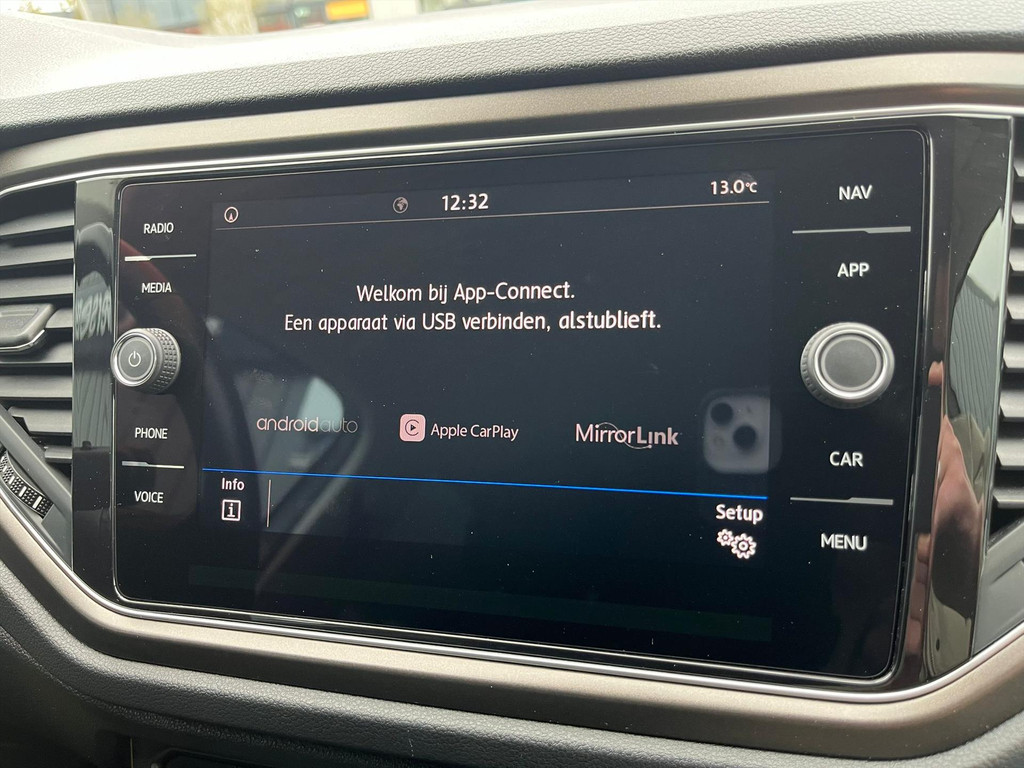 12:32
13.0°C
RADIO
MEDIA
PHONE
VOICE
Welkom bij App-Connect.
Een apparaat via USB verbinden, alstublieft.
androidauto
Apple CarPlay
MirrorLink
Info
i
Setup
NAV
APP
CAR
MENU